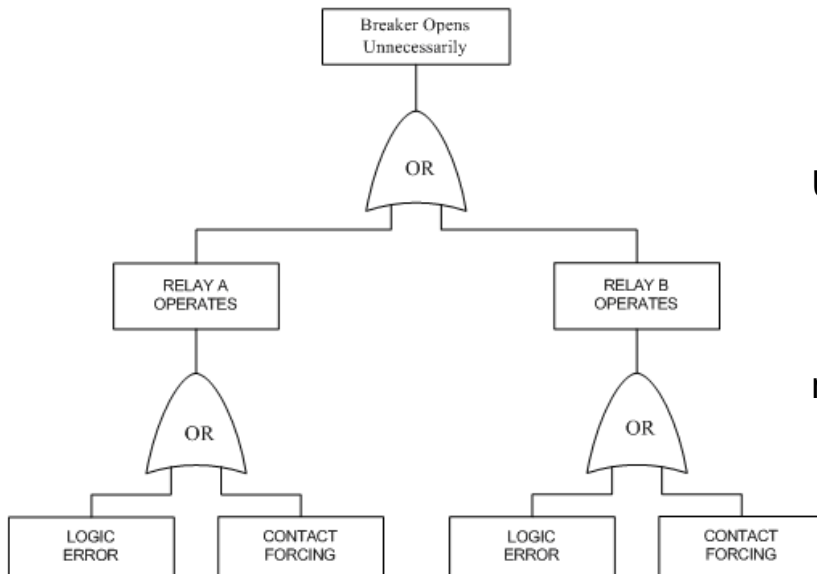 Breaker Opens
Unnecessarily
OR
RELAY A
OPERATES
RELAY B
OPERATES
OR
OR
LOGIC
ERROR
CONTACT
FORCING
LOGIC
ERROR
CONTACT
FORCING